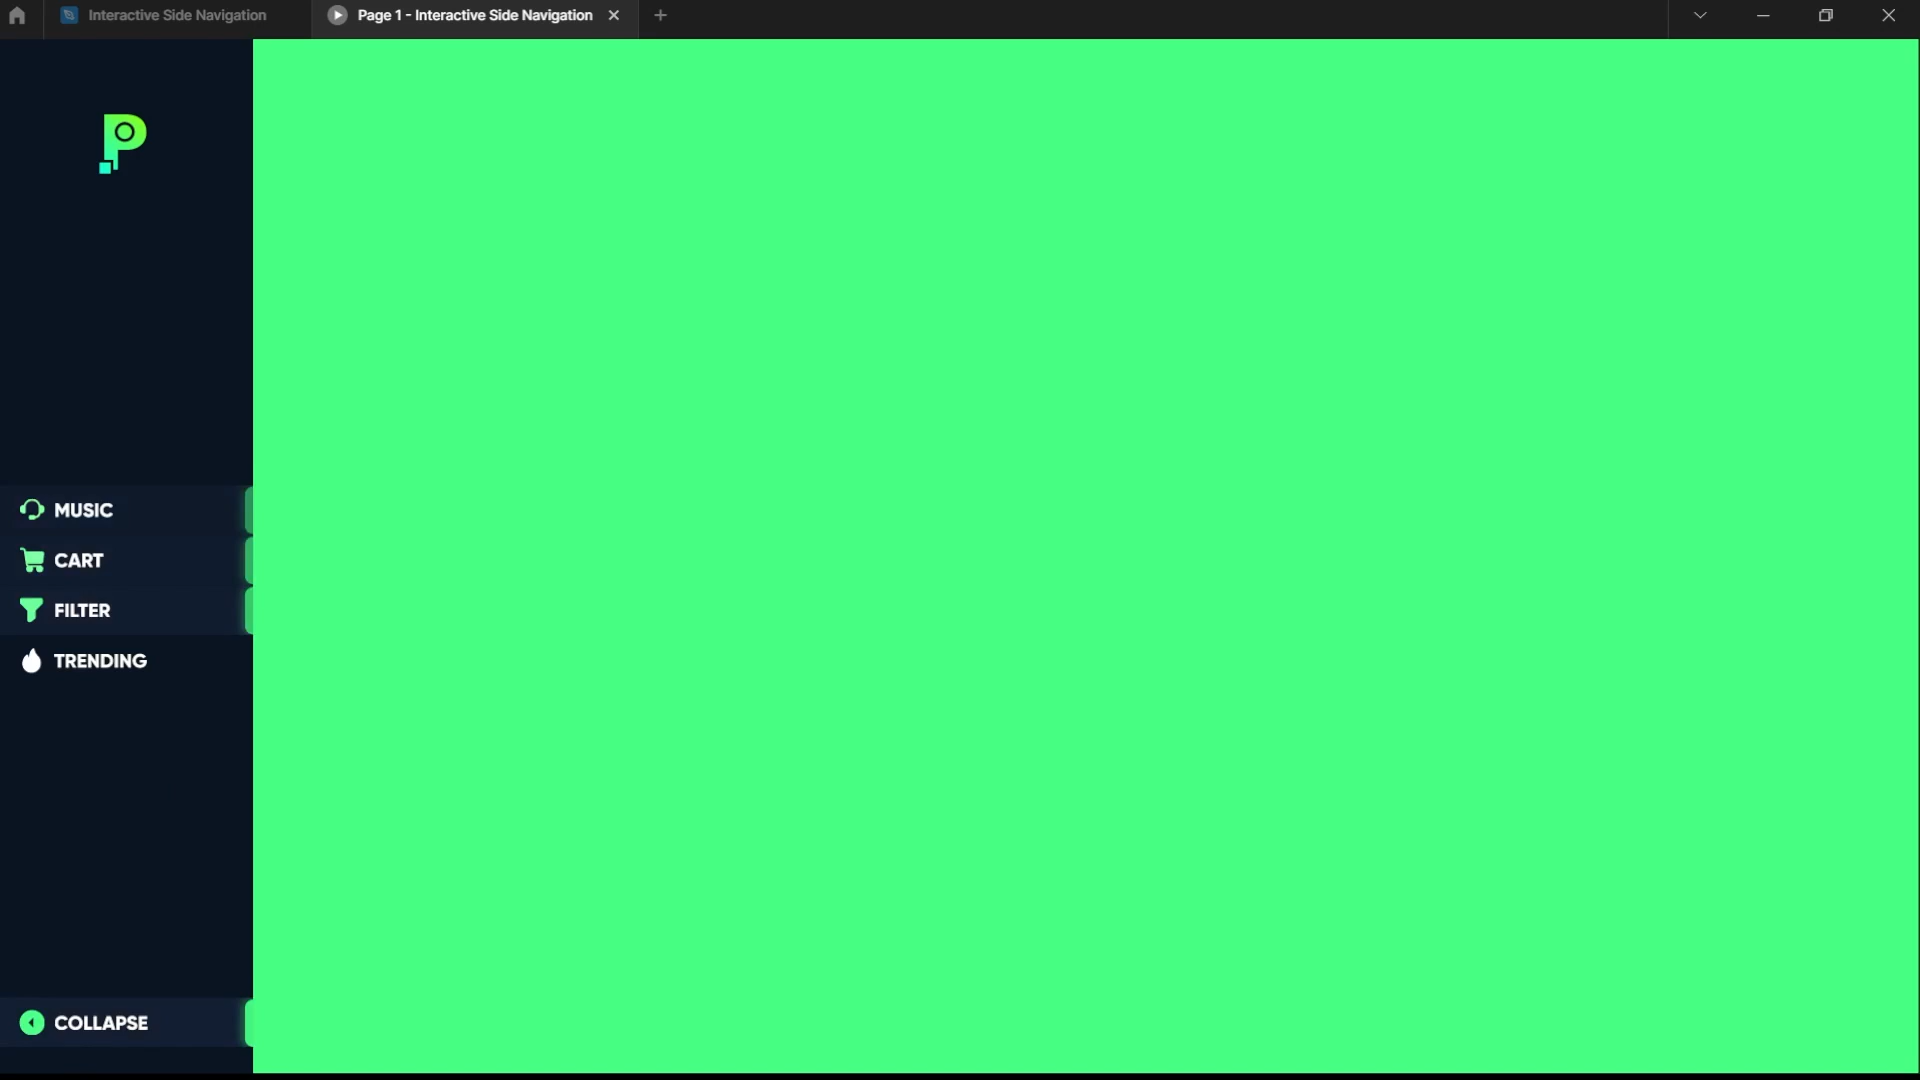 Interactive Side Navigation
Page 1 - Interactive Side Navigation
P
MUSIC
CART
FILTER
TRENDING
COLLAPSE